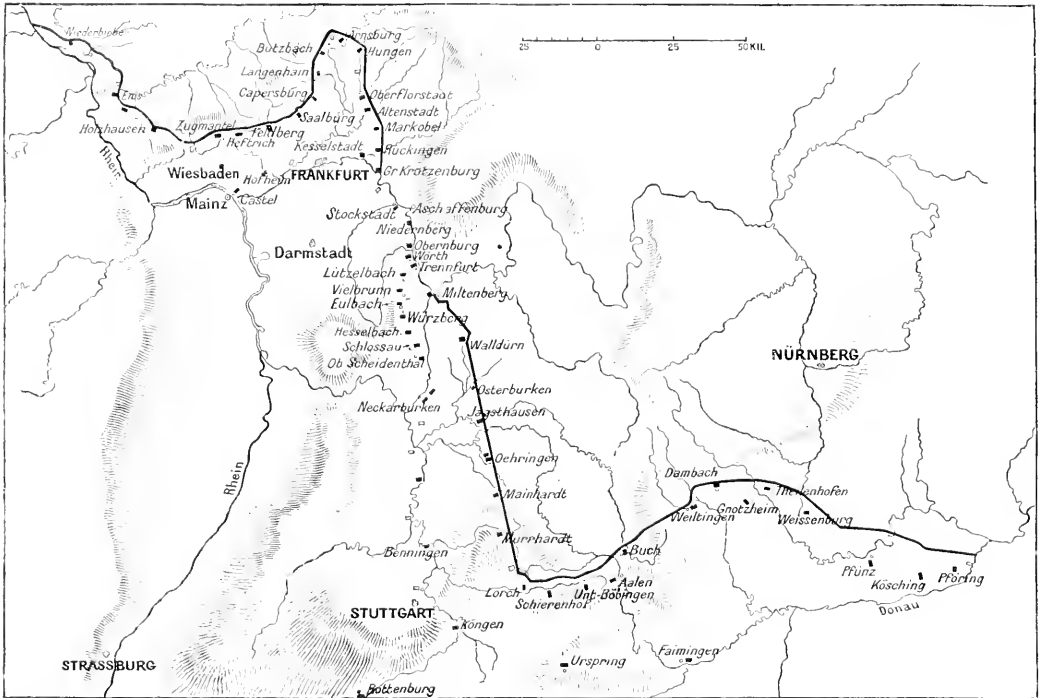 Niederbiebe
Arnsburg
25 0 25 50 KIL.
Butzbach
Hungen
Langenhain
Capersburg
Oberflorstadt
Ems
Altenstadt
Saalburg
Holzhausen
Zugmantel
Feldberg
Markobel
Heftrich
Kesselstadt
Rückingen
Rhein
Wiesbaden
Hofheim
FRANKFURT
Gr Krotzenburg
Mainz
Castel
Stockstadt
Aschaffenburg
Niedernberg
Obernburg
Darmstadt
Wörth
Trennfurt
Lützelbach
Vielbrunn
Miltenberg
Eulbach
Würzberg
Hesselbach
Walldürn
Schlossau
NÜRNBERG
Ob Scheidenthal
Osterburken
Neckarburken
Jagsthausen
Rhein
Oehringen
Dambach
Theilenhofen
Mainhardt
Gnotzheim
Weiltingen
Weissenburg
Murrhardt
Benningen
Buch
Pfünz
Pföring
Kösching
Aalen
Lorch
Unt-Böbingen
Schierenhof
Donau
STUTTGART
Köngen
Faimingen
Urspring
STRASSBURG
Rottenburg